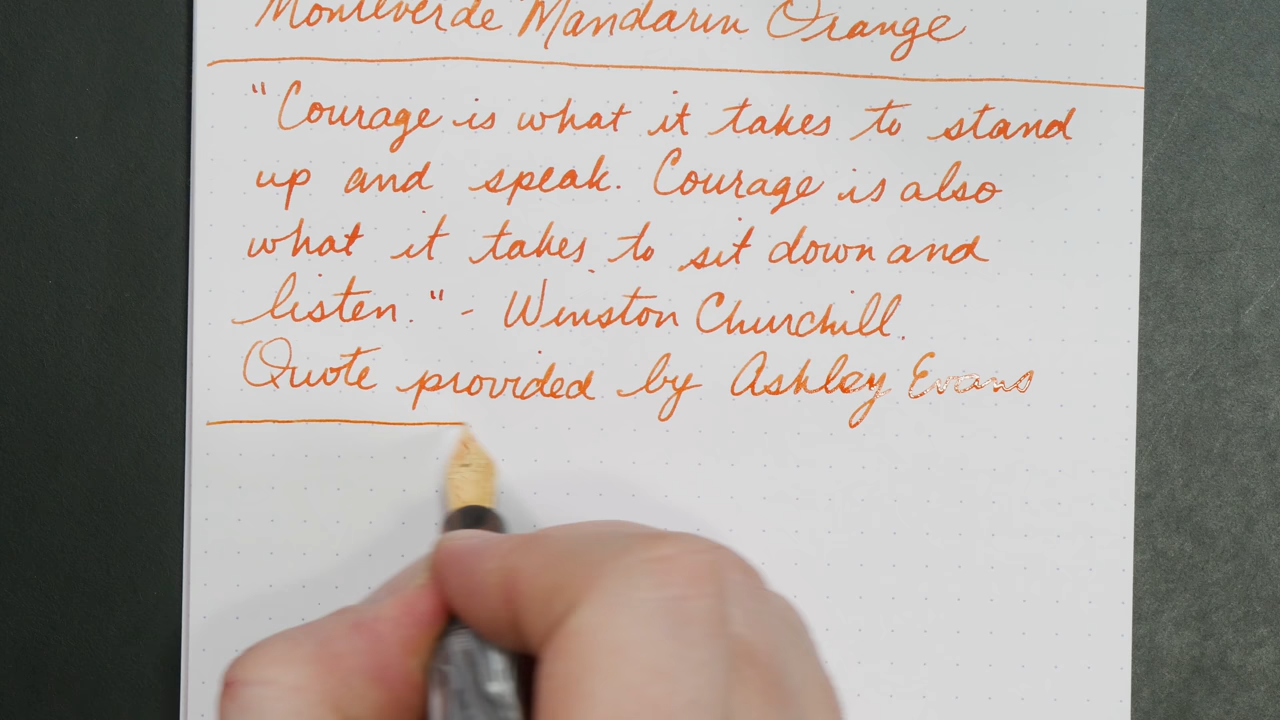 Monteverde Mandarin Orange
"Courage is what it takes to stand
up and speak. Courage is also
what it takes to sit down and
listen." - Winston Churchill.
Quote provided by Ashley Evans